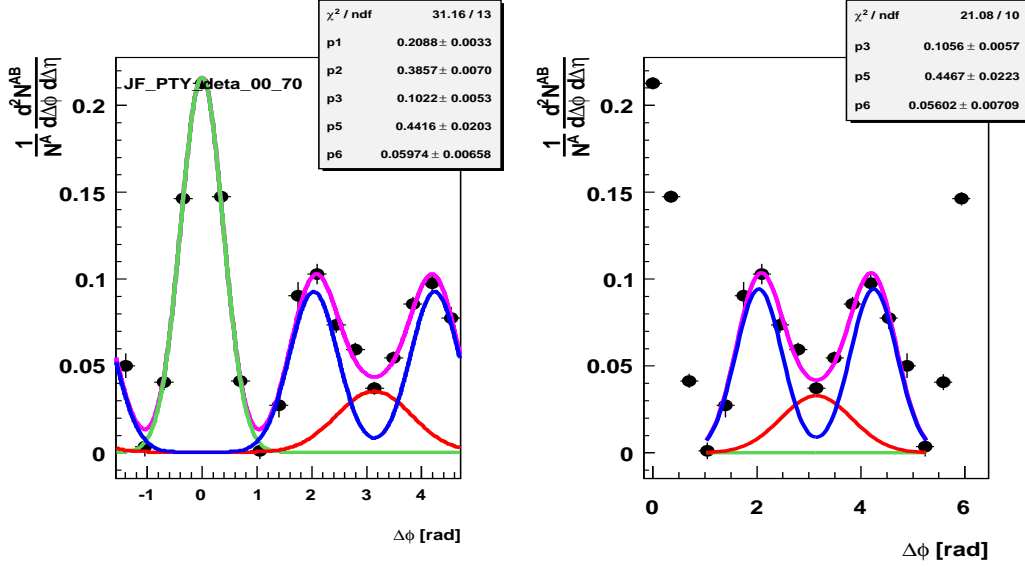 χ² / ndf 31.16 / 13
p1 0.2088 ± 0.0033
p2 0.3857 ± 0.0070
p3 0.1022 ± 0.0053
p5 0.4416 ± 0.0203
p6 0.05974 ± 0.00658
JF_PTY_deta_00_70
1/N^A d²N^AB/dΔϕ dΔη
0.2
0.15
0.1
0.05
0
-1 0 1 2 3 4
Δϕ [rad]
χ² / ndf 21.08 / 10
p3 0.1056 ± 0.0057
p5 0.4467 ± 0.0223
p6 0.05602 ± 0.00709
1/N^A d²N^AB/dΔϕ dΔη
0.2
0.15
0.1
0.05
0
0 2 4 6
Δϕ [rad]